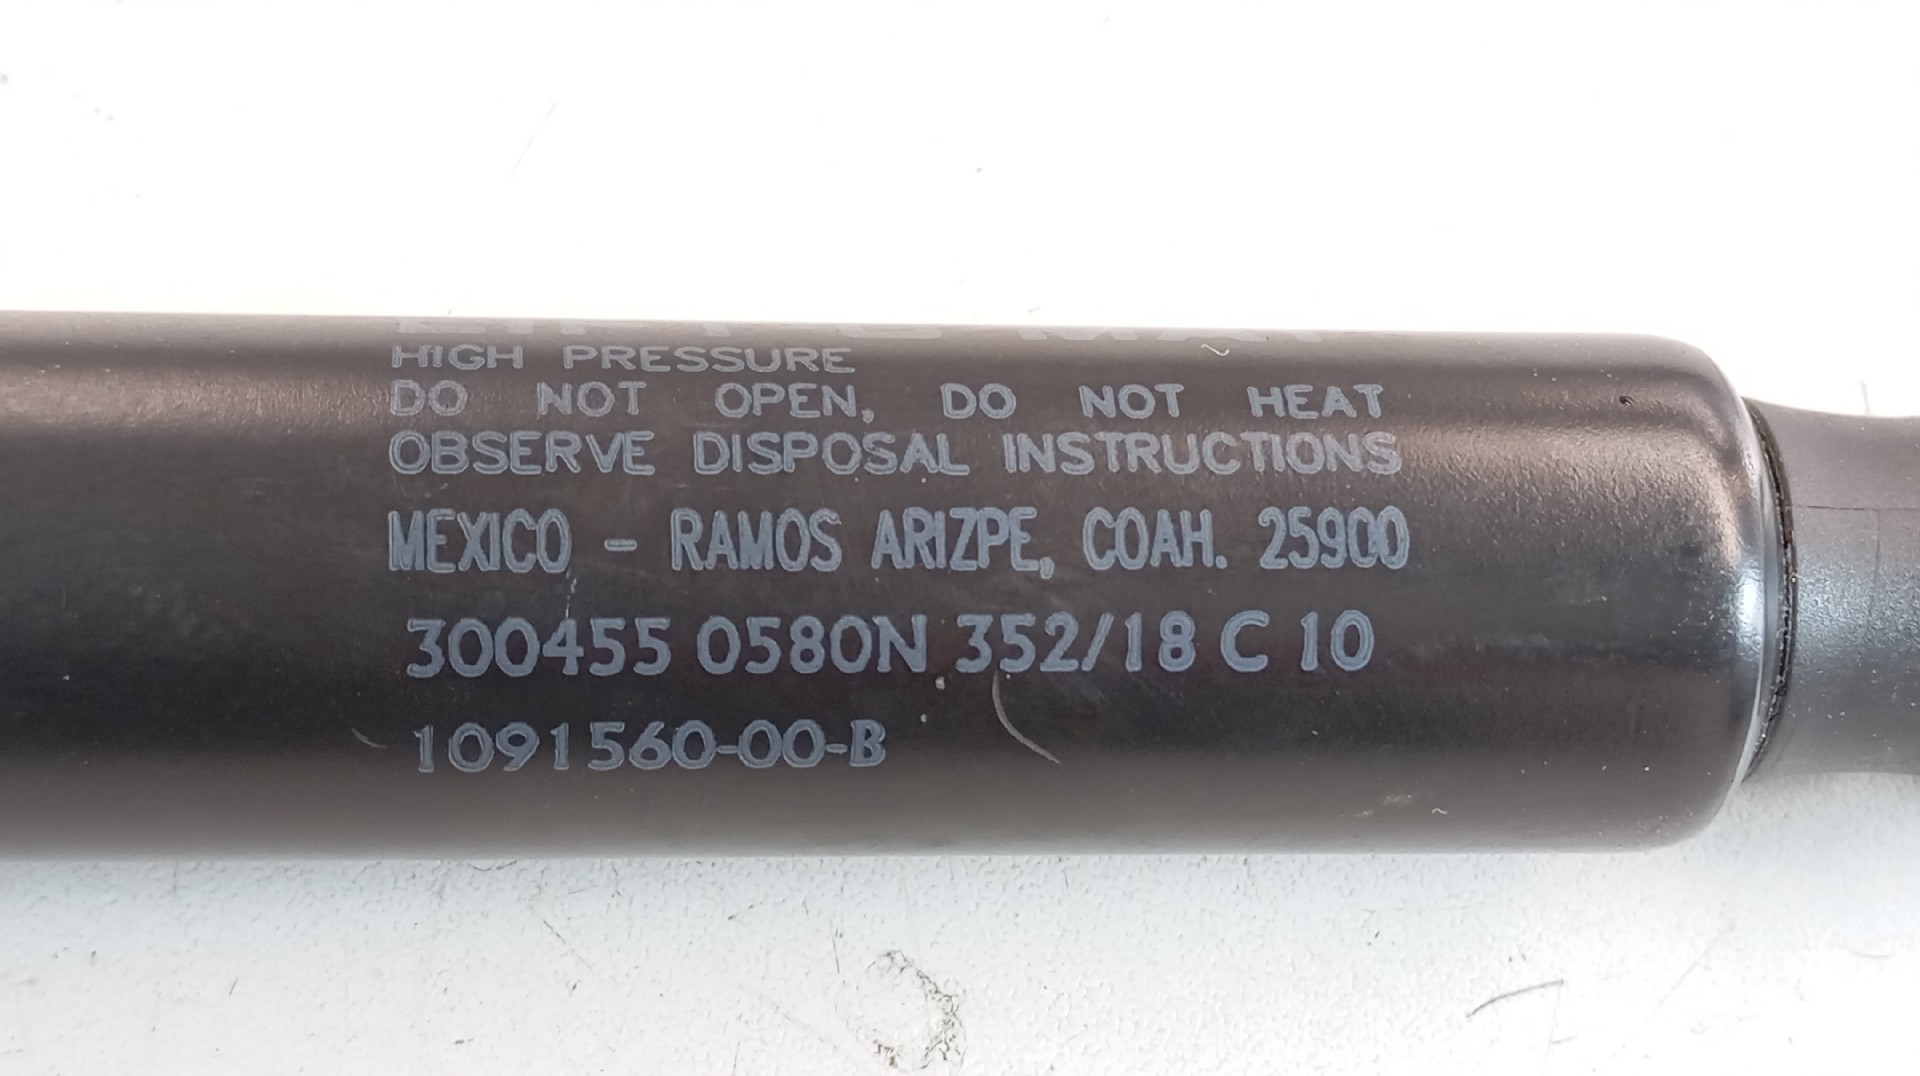 HIGH PRESSURE
DO NOT OPEN, DO NOT HEAT
OBSERVE DISPOSAL INSTRUCTIONS
MEXICO - RAMOS ARIZPE, COAH. 25900
300455 0580N 352/18 C 10
1091560-00-B